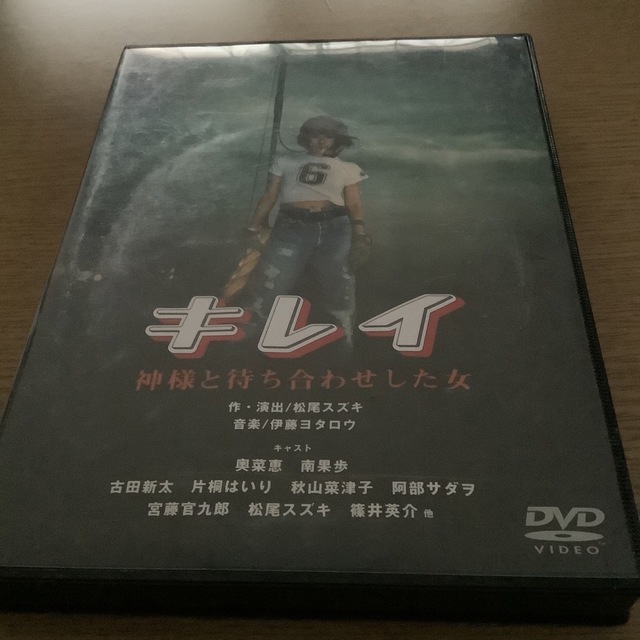 6
キレイ
神様と待ち合わせした女
作・演出/松尾スズキ
音楽/伊藤ヨタロウ
キャスト
奥菜恵 南果歩
古田新太 片桐はいり 秋山菜津子 阿部サダヲ
宮藤官九郎 松尾スズキ 篠井英介 他
DVD
VIDEO